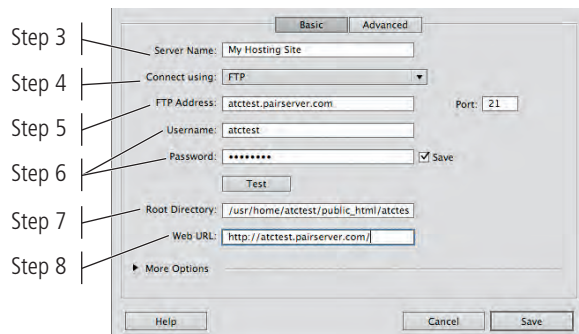 Basic Advanced
Step 3
Server Name: My Hosting Site
Step 4
Connect using: FTP
Step 5
FTP Address: atctest.pairserver.com Port: 21
Username: atctest
Step 6
Password: •••••••• Save
Test
Step 7
Root Directory: /usr/home/atctest/public_html/atctes
Step 8
Web URL: http://atctest.pairserver.com/
More Options
Help Cancel Save